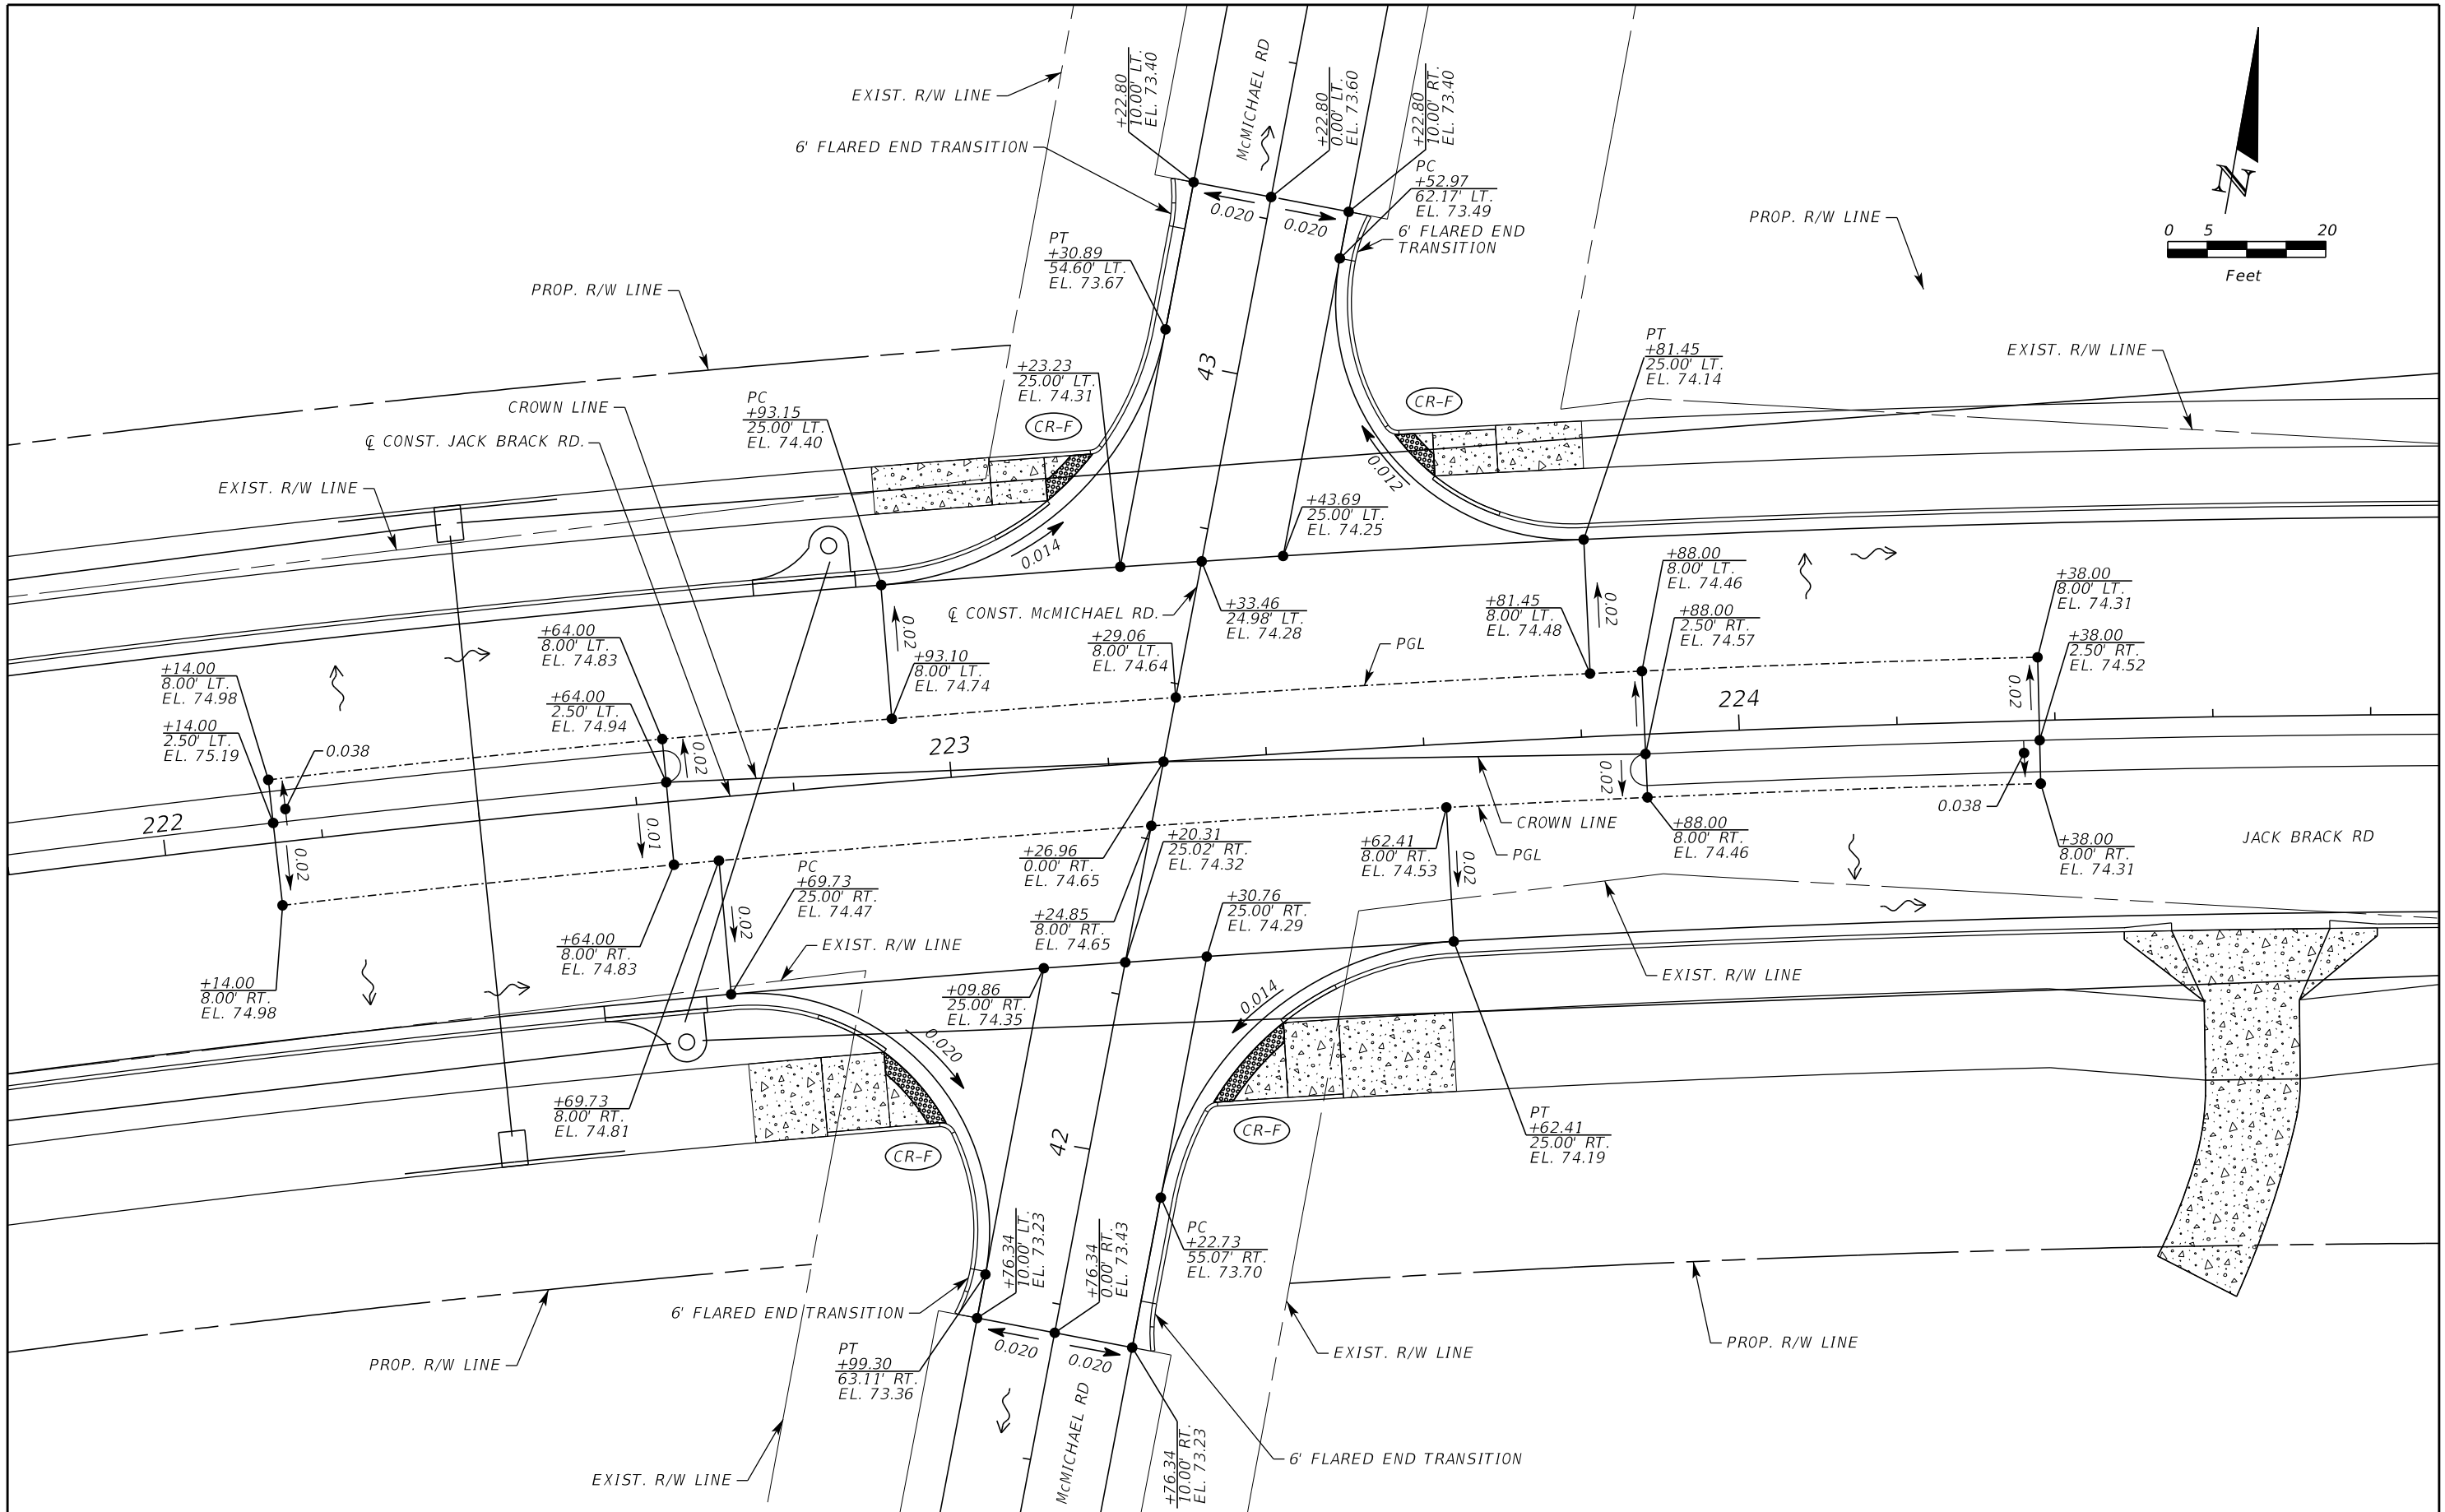 +22.80
10.00' LT.
EL. 73.40
McMICHAEL RD
+22.80
0.00' LT.
EL. 73.60
+22.80
10.00' RT.
EL. 73.40
EXIST. R/W LINE
6' FLARED END TRANSITION
PC
+52.97
62.17' LT.
EL. 73.49
6' FLARED END
TRANSITION
0.020
0.020
PROP. R/W LINE
N
0 5 20
Feet
PT
+30.89
54.60' LT.
EL. 73.67
PROP. R/W LINE
PT
+81.45
25.00' LT.
EL. 74.14
EXIST. R/W LINE
43
+23.23
25.00' LT.
EL. 74.31
CR-F
CR-F
PC
+93.15
25.00' LT.
EL. 74.40
CROWN LINE
℄ CONST. JACK BRACK RD.
EXIST. R/W LINE
0.012
+43.69
25.00' LT.
EL. 74.25
0.014
℄ CONST. McMICHAEL RD.
+33.46
24.98' LT.
EL. 74.28
+88.00
8.00' LT.
EL. 74.46
+38.00
8.00' LT.
EL. 74.31
+81.45
8.00' LT.
EL. 74.48
0.02
+88.00
2.50' RT.
EL. 74.57
+38.00
2.50' RT.
EL. 74.52
+64.00
8.00' LT.
EL. 74.83
0.02
+93.10
8.00' LT.
EL. 74.74
+29.06
8.00' LT.
EL. 74.64
PGL
+14.00
8.00' LT.
EL. 74.98
+64.00
2.50' LT.
EL. 74.94
+14.00
2.50' LT.
EL. 75.19
0.038
0.02
223
224
0.02
222
0.02
0.01
0.02
0.038
CROWN LINE
+88.00
8.00' RT.
EL. 74.46
+38.00
8.00' RT.
EL. 74.31
JACK BRACK RD
PGL
+26.96
0.00' RT.
EL. 74.65
+20.31
25.02' RT.
EL. 74.32
+62.41
8.00' RT.
EL. 74.53
0.02
PC
+69.73
25.00' RT.
EL. 74.47
0.02
+24.85
8.00' RT.
EL. 74.65
+30.76
25.00' RT.
EL. 74.29
+64.00
8.00' RT.
EL. 74.83
EXIST. R/W LINE
EXIST. R/W LINE
+14.00
8.00' RT.
EL. 74.98
+09.86
25.00' RT.
EL. 74.35
0.014
0.020
+69.73
8.00' RT.
EL. 74.81
CR-F
CR-F
42
PT
+62.41
25.00' RT.
EL. 74.19
+76.34
10.00' LT.
EL. 73.23
+76.34
0.00' RT.
EL. 73.43
PC
+22.73
55.07' RT.
EL. 73.70
6' FLARED END TRANSITION
0.020
0.020
PT
+99.30
63.11' RT.
EL. 73.36
PROP. R/W LINE
EXIST. R/W LINE
PROP. R/W LINE
McMICHAEL RD
+76.34
10.00' RT.
EL. 73.23
6' FLARED END TRANSITION
EXIST. R/W LINE